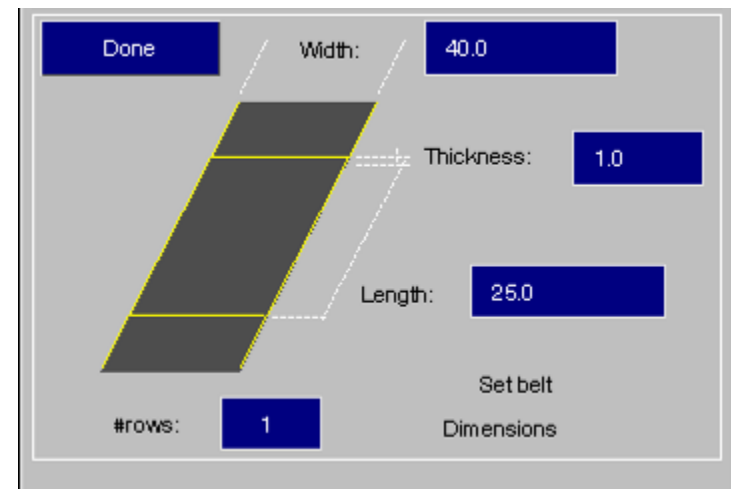 Done
Width:
40.0
Thickness:
1.0
Length:
25.0
Set belt
#rows:
1
Dimensions